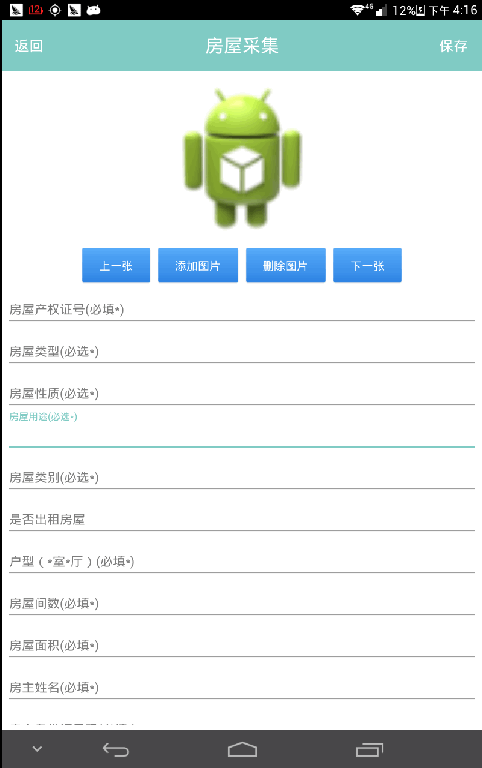 12 4G 12% 下午 4:16
返回 房屋采集 保存
上一张 添加图片 删除图片 下一张
房屋产权证号(必填*)
房屋类型(必选*)
房屋性质(必选*)
房屋用途(必选*)
房屋类别(必选*)
是否出租房屋
户型（*室*厅）(必填*)
房屋间数(必填*)
房屋面积(必填*)
房主姓名(必填*)